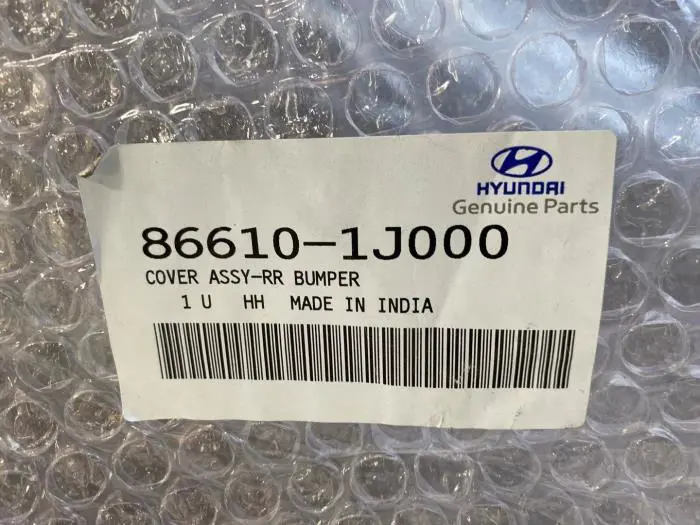 HYUNDAI
Genuine Parts
86610-1J000
COVER ASSY-RR BUMPER
1 U HH MADE IN INDIA